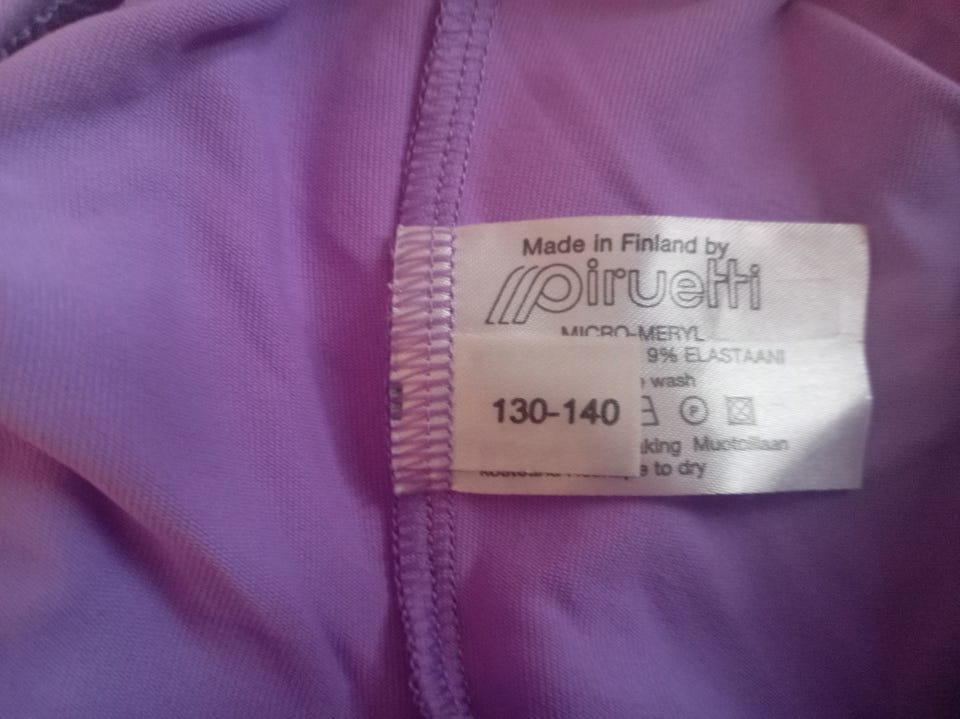 Made in Finland by
piruetti
MICRO-MERYL
9% ELASTAANI
wash
130-140
P
king Muotoillaan
to dry